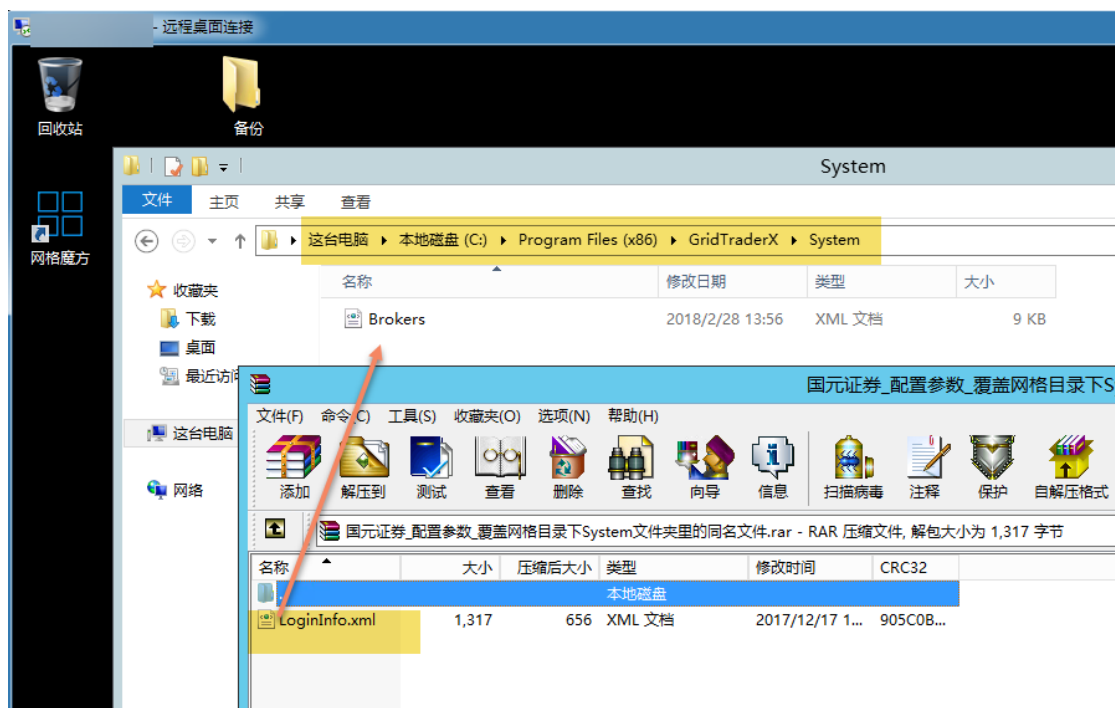 - 远程桌面连接
回收站
备份
网格魔方
System
文件 主页 共享 查看
这台电脑 本地磁盘 (C:) Program Files (x86) GridTraderX System
名称 修改日期 类型 大小
收藏夹
下载
桌面
最近访问
这台电脑
网络
Brokers 2018/2/28 13:56 XML 文档 9 KB
国元证券_配置参数_覆盖网格目录下S
文件(F) 命令(C) 工具(S) 收藏夹(O) 选项(N) 帮助(H)
添加 解压到 测试 查看 删除 查找 向导 信息 扫描病毒 注释 保护 自解压格式
国元证券_配置参数_覆盖网格目录下System文件夹里的同名文件.rar - RAR 压缩文件, 解包大小为 1,317 字节
名称 大小 压缩后大小 类型 修改时间 CRC32
本地磁盘
LoginInfo.xml 1,317 656 XML 文档 2017/12/17 1... 905C0B...